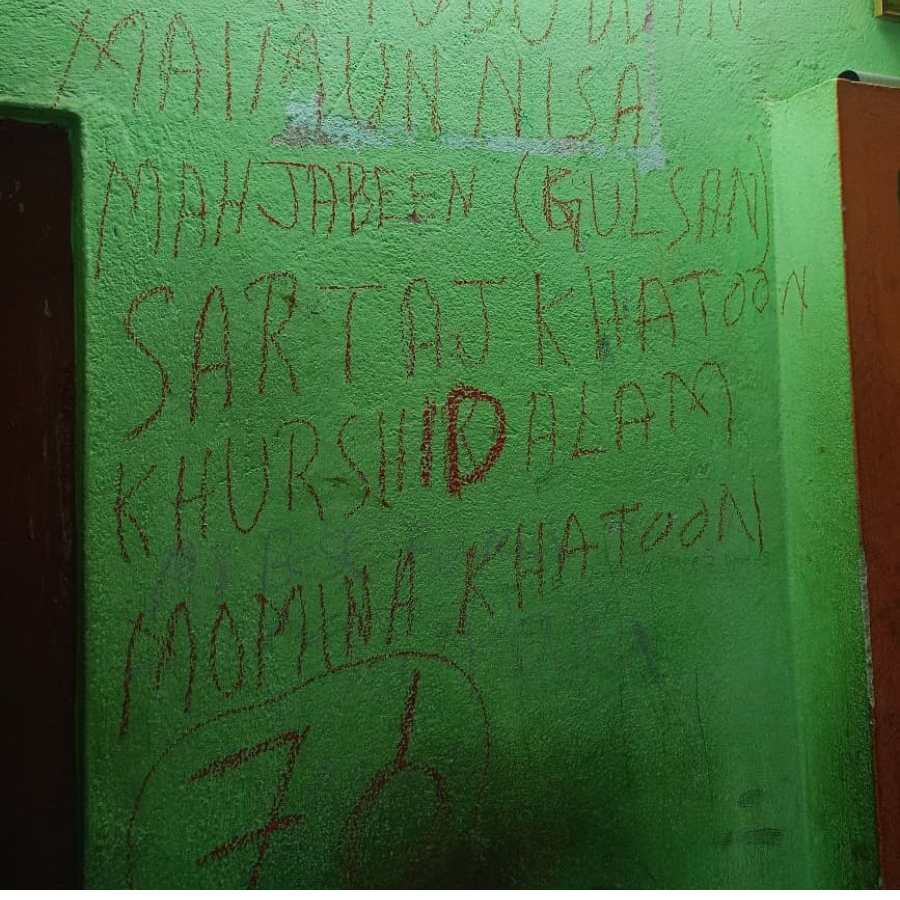 MAIMUN NISA
MAHJABEEN (GULSAN)
SARTAJ KHATOON
KHURSHID ALAM
MOMINA KHATOON
76